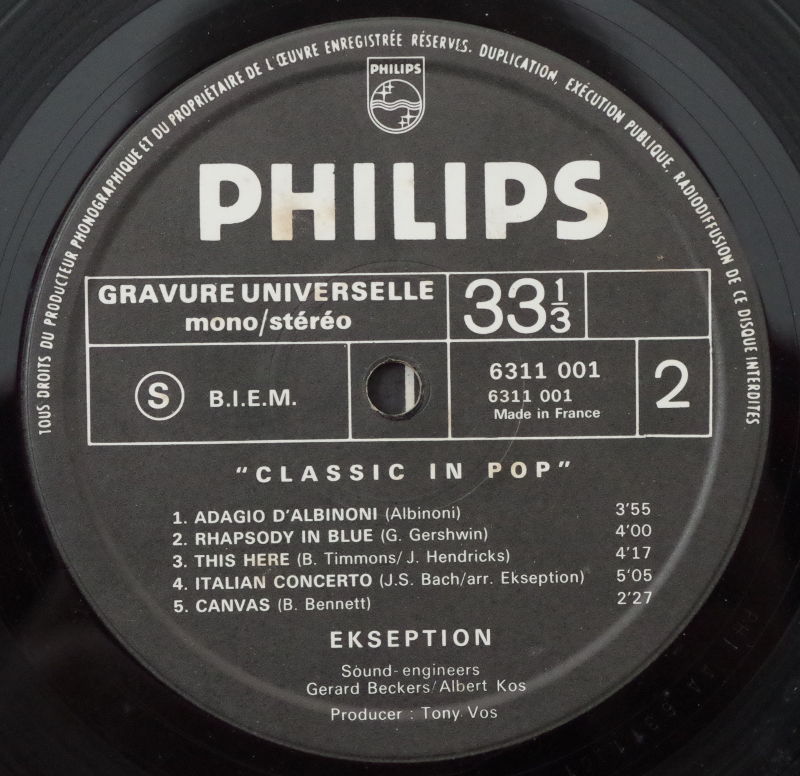 TOUS DROITS DU PRODUCTEUR PHONOGRAPHIQUE ET DU PROPRIÉTAIRE DE L'ŒUVRE ENREGISTRÉE RÉSERVÉS. DUPLICATION, EXÉCUTION PUBLIQUE, RADIODIFFUSION DE CE DISQUE INTERDITES
PHILIPS
PHILIPS
GRAVURE UNIVERSELLE
mono/stéréo
33 1/3
S B.I.E.M.
6311 001
6311 001
Made in France
2
"CLASSIC IN POP"
1. ADAGIO D'ALBINONI (Albinoni) 3'55
2. RHAPSODY IN BLUE (G. Gershwin) 4'00
3. THIS HERE (B. Timmons/ J. Hendricks) 4'17
4. ITALIAN CONCERTO (J.S. Bach/arr. Ekseption) 5'05
5. CANVAS (B. Bennett) 2'27
EKSEPTION
Sound-engineers
Gerard Beckers/Albert Kos
Producer : Tony Vos